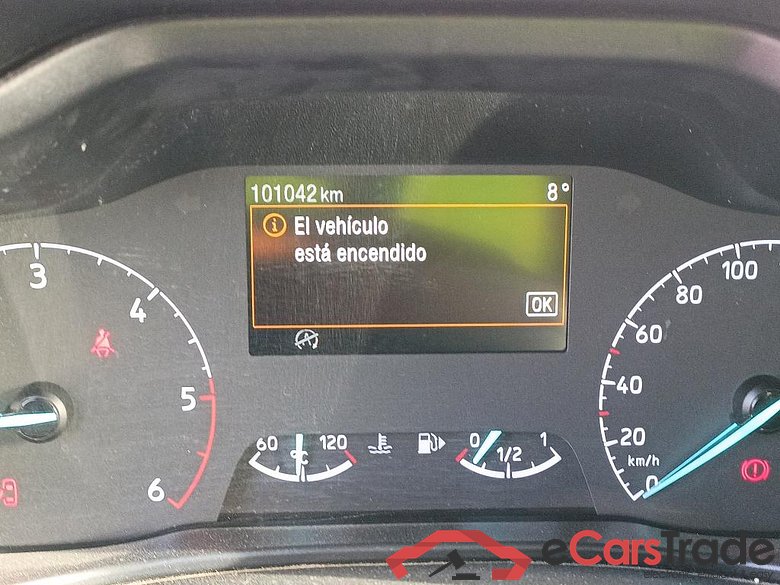 101042 km 8°
i El vehículo
está encendido
OK
3
4
5
6
60 120
°C
0 1/2 1
100
80
60
40
20
0
km/h
eCarsTrade